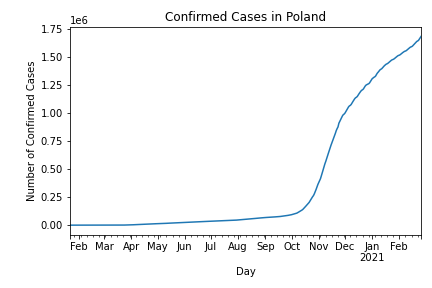 Confirmed Cases in Poland
1e6
1.75
1.50
1.25
1.00
0.75
0.50
0.25
0.00
Number of Confirmed Cases
Feb Mar Apr May Jun Jul Aug Sep Oct Nov Dec Jan Feb
2021
Day